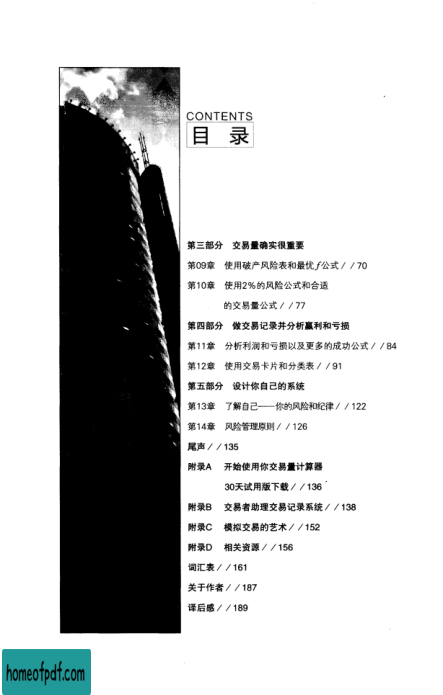 CONTENTS
目 录
第三部分 交易量确实很重要
第09章 使用破产风险表和最优f公式//70
第10章 使用2%的风险公式和合适
的交易量公式//77
第四部分 做交易记录并分析赢利和亏损
第11章 分析利润和亏损以及更多的成功公式//84
第12章 使用交易卡片和分类表//91
第五部分 设计你自己的系统
第13章 了解自己——你的风险和纪律//122
第14章 风险管理原则//126
尾声//135
附录A 开始使用你交易量计算器
30天试用版下载//136
附录B 交易者助理交易记录系统//138
附录C 模拟交易的艺术//152
附录D 相关资源//156
词汇表//161
关于作者//187
译后感//189
homeofpdf.com